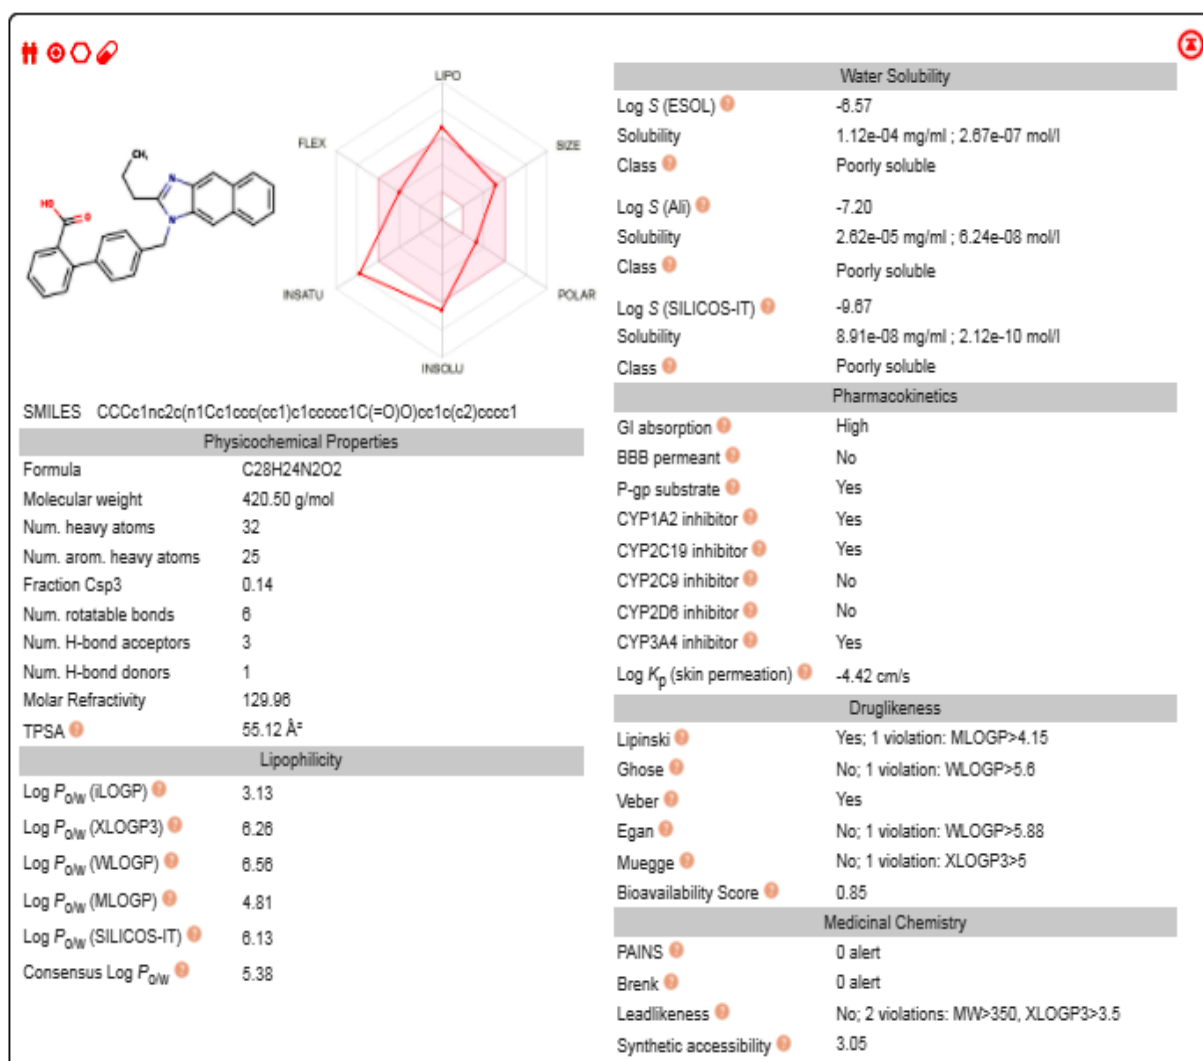 LIPO
FLEX
SIZE
INSATU
POLAR
INSOLU
CH₃
N
HO
O
N
SMILES CCCc1nc2c(n1Cc1ccc(cc1)c1ccccc1C(=O)O)cc1c(c2)cccc1
Physicochemical Properties
Formula C28H24N2O2
Molecular weight 420.50 g/mol
Num. heavy atoms 32
Num. arom. heavy atoms 25
Fraction Csp3 0.14
Num. rotatable bonds 6
Num. H-bond acceptors 3
Num. H-bond donors 1
Molar Refractivity 129.96
TPSA ? 55.12 Å²
Lipophilicity
Log Po/w (iLOGP) ? 3.13
Log Po/w (XLOGP3) ? 6.26
Log Po/w (WLOGP) ? 6.56
Log Po/w (MLOGP) ? 4.81
Log Po/w (SILICOS-IT) ? 6.13
Consensus Log Po/w ? 5.38
Water Solubility
Log S (ESOL) ? -6.57
Solubility 1.12e-04 mg/ml ; 2.67e-07 mol/l
Class ? Poorly soluble
Log S (Ali) ? -7.20
Solubility 2.62e-05 mg/ml ; 6.24e-08 mol/l
Class ? Poorly soluble
Log S (SILICOS-IT) ? -9.67
Solubility 8.91e-08 mg/ml ; 2.12e-10 mol/l
Class ? Poorly soluble
Pharmacokinetics
GI absorption ? High
BBB permeant ? No
P-gp substrate ? Yes
CYP1A2 inhibitor ? Yes
CYP2C19 inhibitor ? Yes
CYP2C9 inhibitor ? No
CYP2D6 inhibitor ? No
CYP3A4 inhibitor ? Yes
Log Kp (skin permeation) ? -4.42 cm/s
Druglikeness
Lipinski ? Yes; 1 violation: MLOGP>4.15
Ghose ? No; 1 violation: WLOGP>5.6
Veber ? Yes
Egan ? No; 1 violation: WLOGP>5.88
Muegge ? No; 1 violation: XLOGP3>5
Bioavailability Score ? 0.85
Medicinal Chemistry
PAINS ? 0 alert
Brenk ? 0 alert
Leadlikeness ? No; 2 violations: MW>350, XLOGP3>3.5
Synthetic accessibility ? 3.05